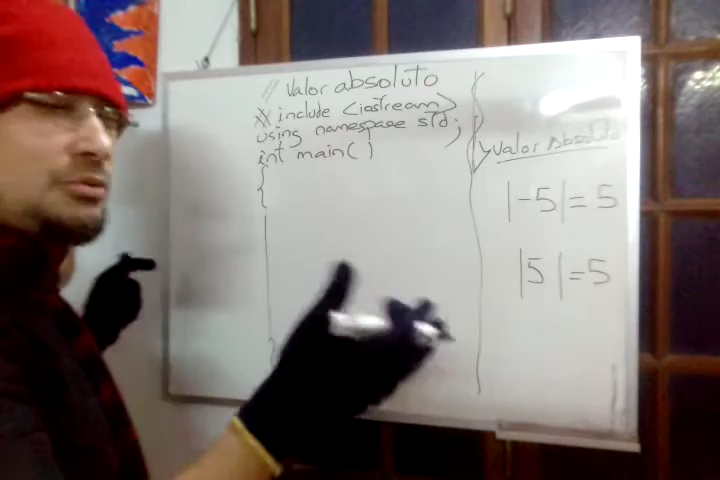 // Valor absoluto
# include <iostream>
using namespace std;
int main( )
{
}
Valor Absoluto
|-5| = 5
|5| = 5